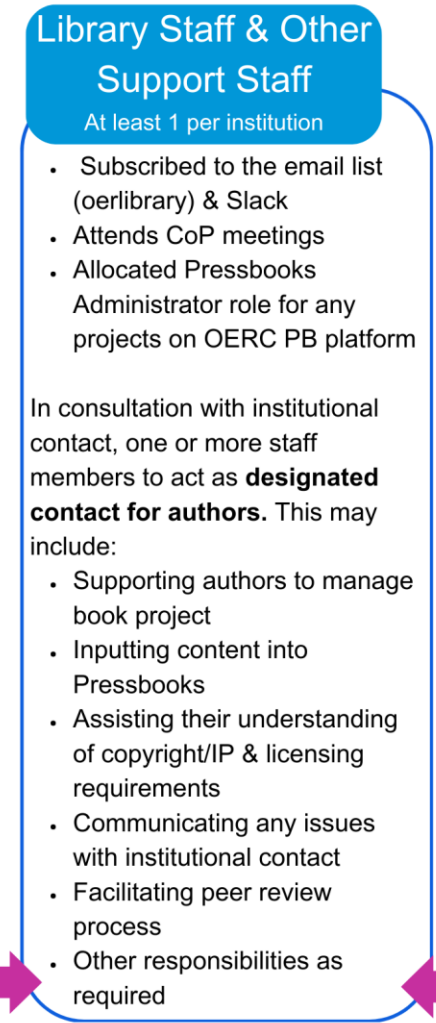 Library Staff & Other
Support Staff
At least 1 per institution
• Subscribed to the email list
(oerlibrary) & Slack
• Attends CoP meetings
• Allocated Pressbooks
Administrator role for any
projects on OERC PB platform
In consultation with institutional
contact, one or more staff
members to act as designated
contact for authors. This may
include:
• Supporting authors to manage
book project
• Inputting content into
Pressbooks
• Assisting their understanding
of copyright/IP & licensing
requirements
• Communicating any issues
with institutional contact
• Facilitating peer review
process
• Other responsibilities as
required